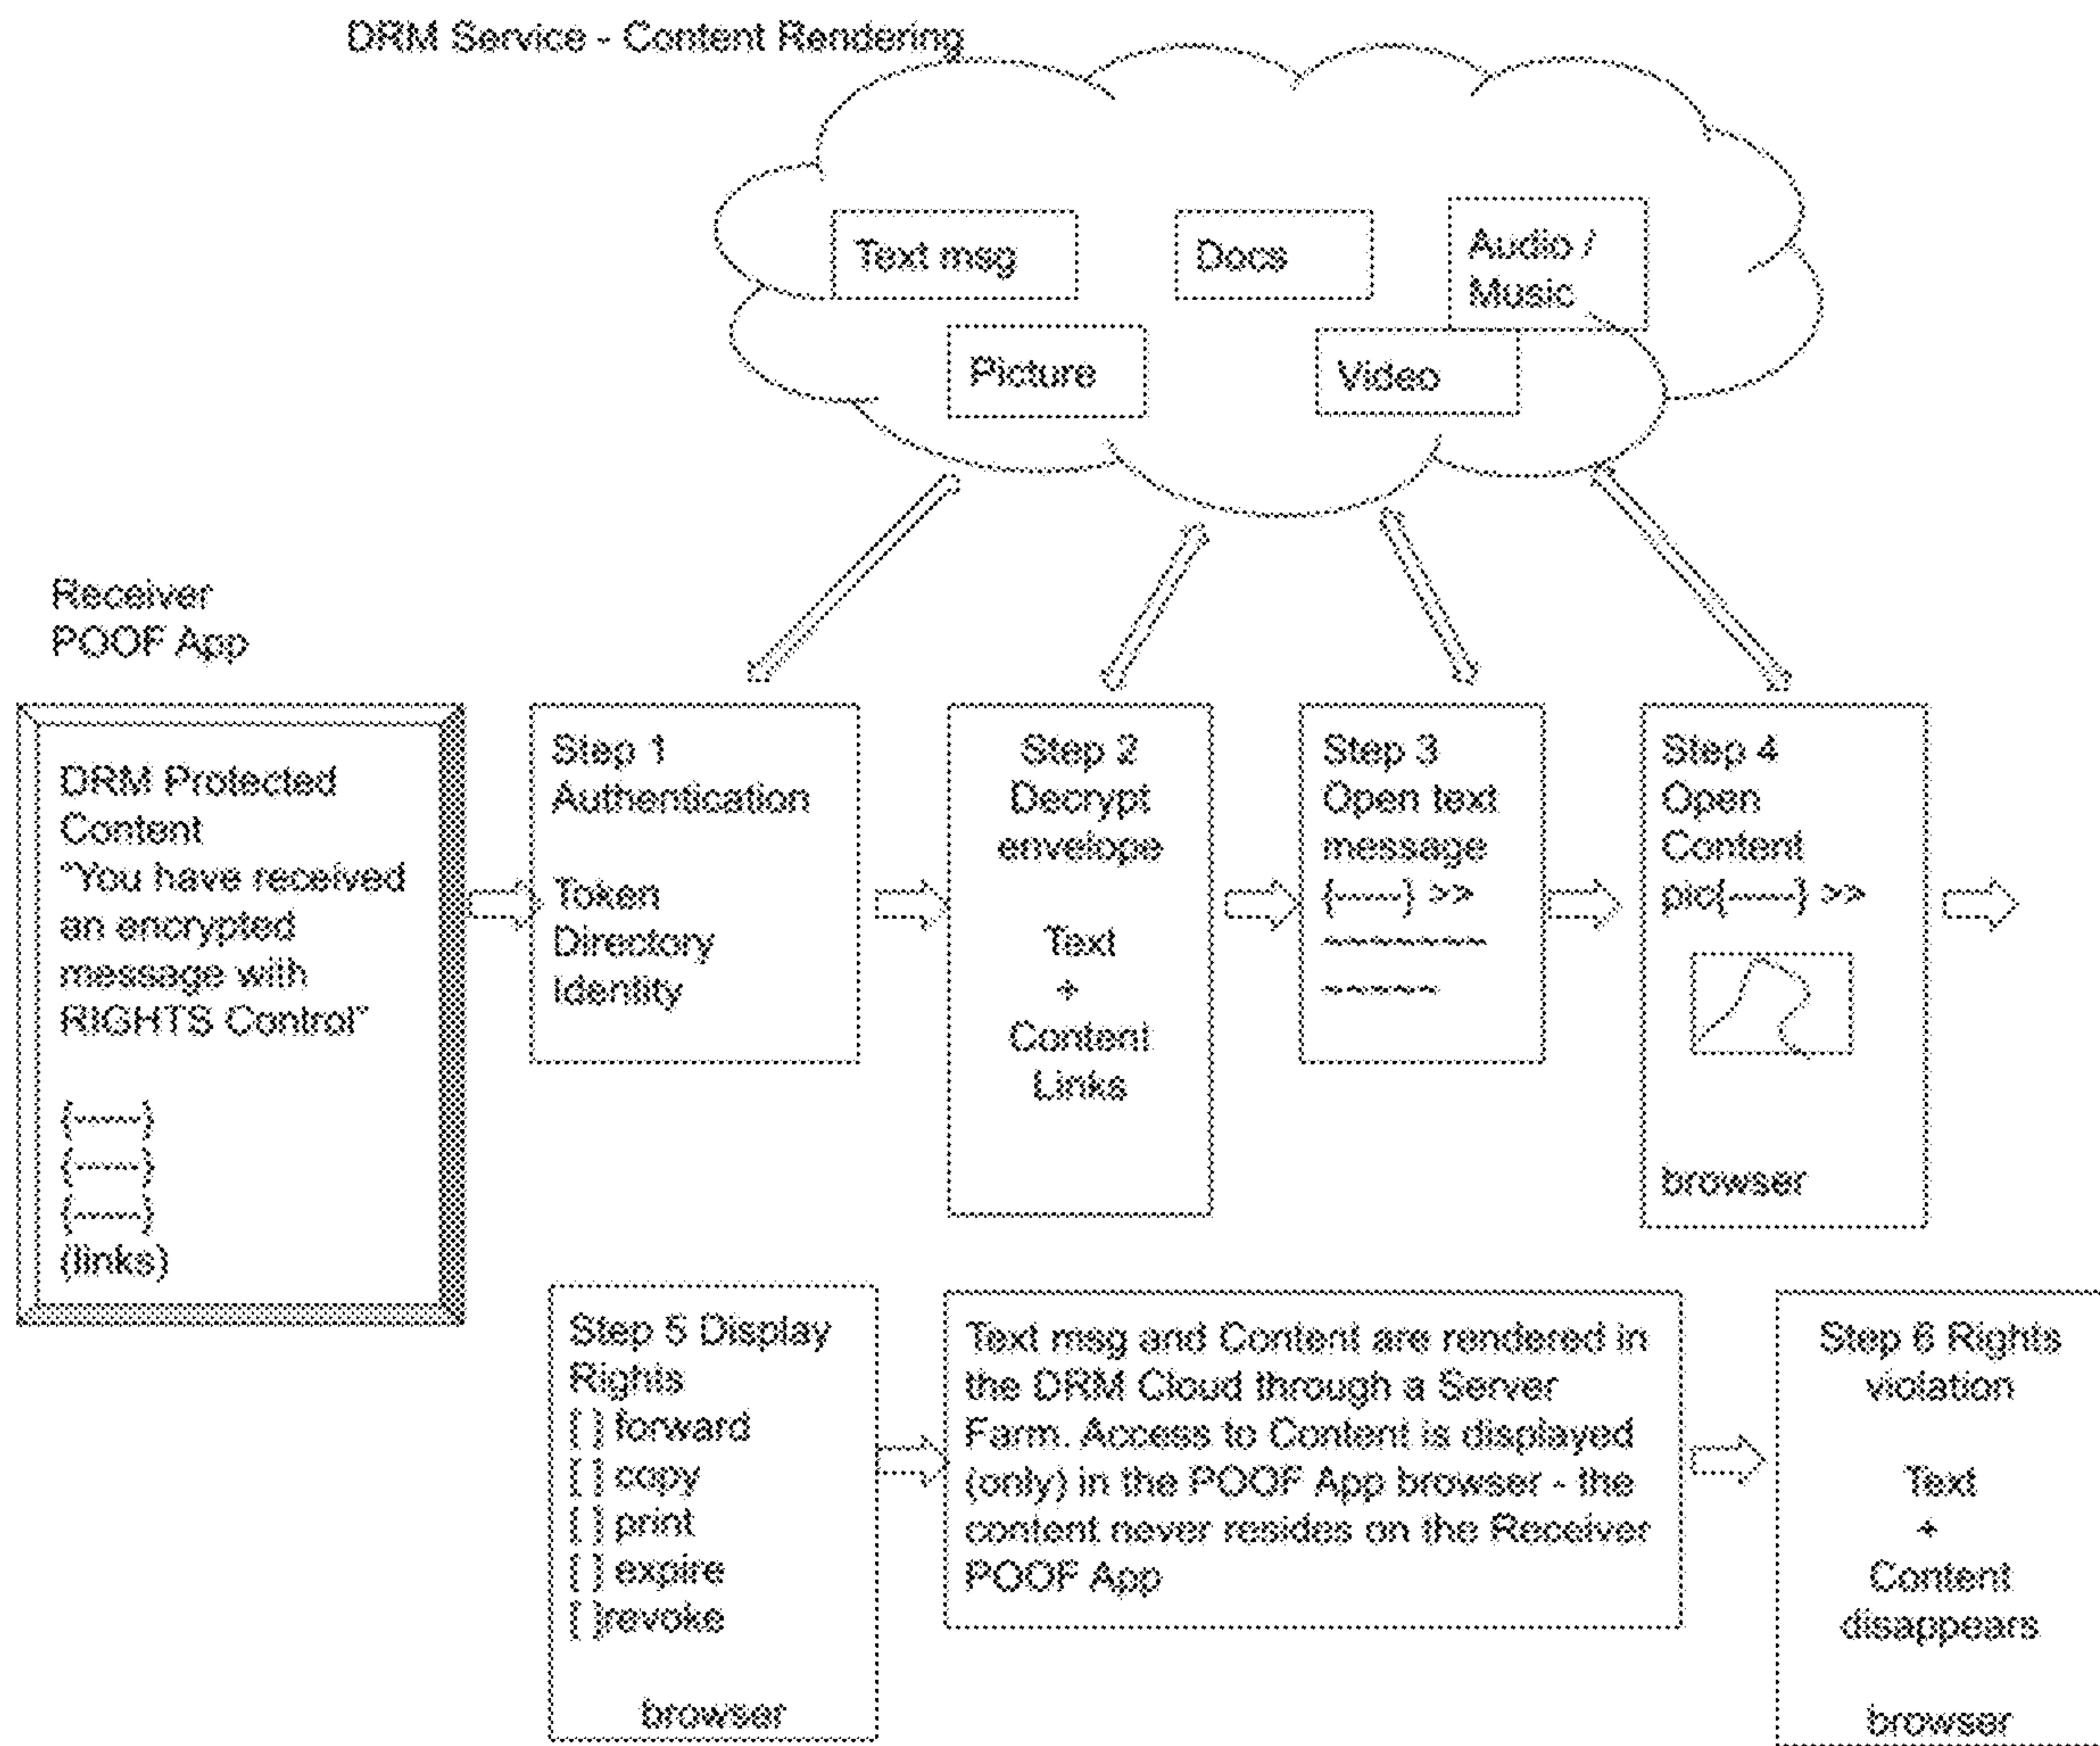 DRM Service - Content Rendering
Text msg
Docs
Audio /
Music
Picture
Video
Receiver
POOF App
DRM Protected
Content
"You have received
an encrypted
message with
RIGHTS Control"
{-----}
{-----}
{-----}
(links)
Step 1
Authentication
Token
Directory
Identity
Step 2
Decrypt
envelope
Text
+
Content
Links
Step 3
Open text
message
{-----} >>
~~~~~~~
~~~~~
Step 4
Open
Content
pic{-----} >>
browser
Step 5 Display
Rights
[ ] forward
[ ] copy
[ ] print
[ ] expire
[ ]revoke
browser
Text msg and Content are rendered in
the DRM Cloud through a Server
Farm. Access to Content is displayed
(only) in the POOF App browser - the
content never resides on the Receiver
POOF App
Step 6 Rights
violation
Text
+
Content
disappears
browser